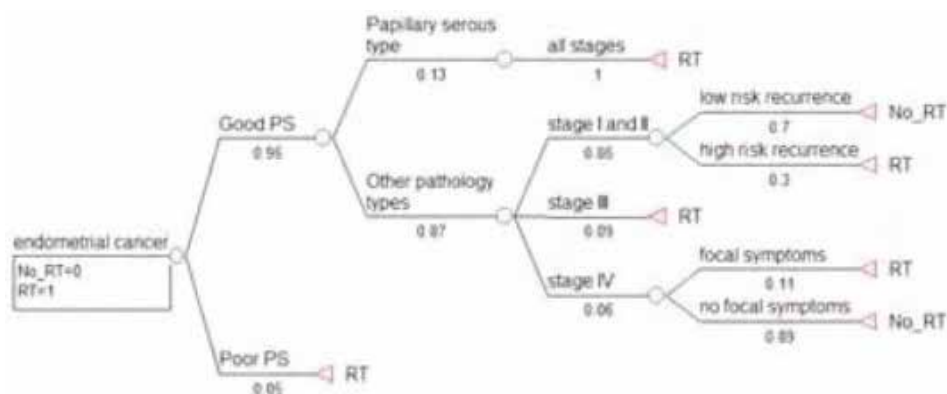 Papillary serous
type
0.13
all stages
1
RT
Good PS
0.95
Other pathology
types
0.87
stage I and II
0.85
low risk recurrence
0.7
No_RT
high risk recurrence
0.3
RT
stage III
0.09
RT
stage IV
0.06
focal symptoms
0.11
RT
no focal symptoms
0.89
No_RT
endometrial cancer
No_RT=0
RT=1
Poor PS
0.05
RT